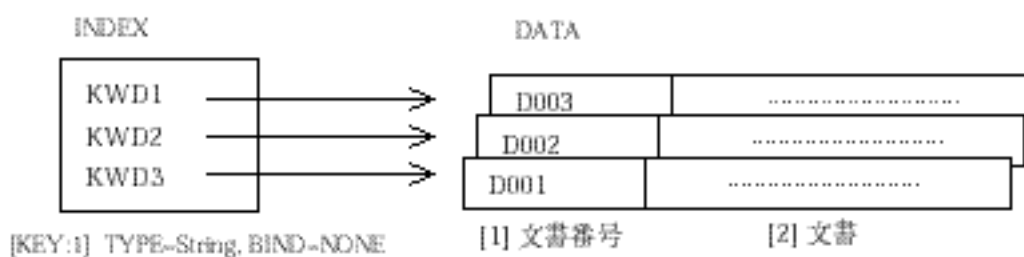 INDEX
DATA
KWD1
KWD2
KWD3
D003 ..............................
D002 ..............................
D001 ..............................
[KEY:1] TYPE=String, BIND=NONE
[1] 文書番号
[2] 文書